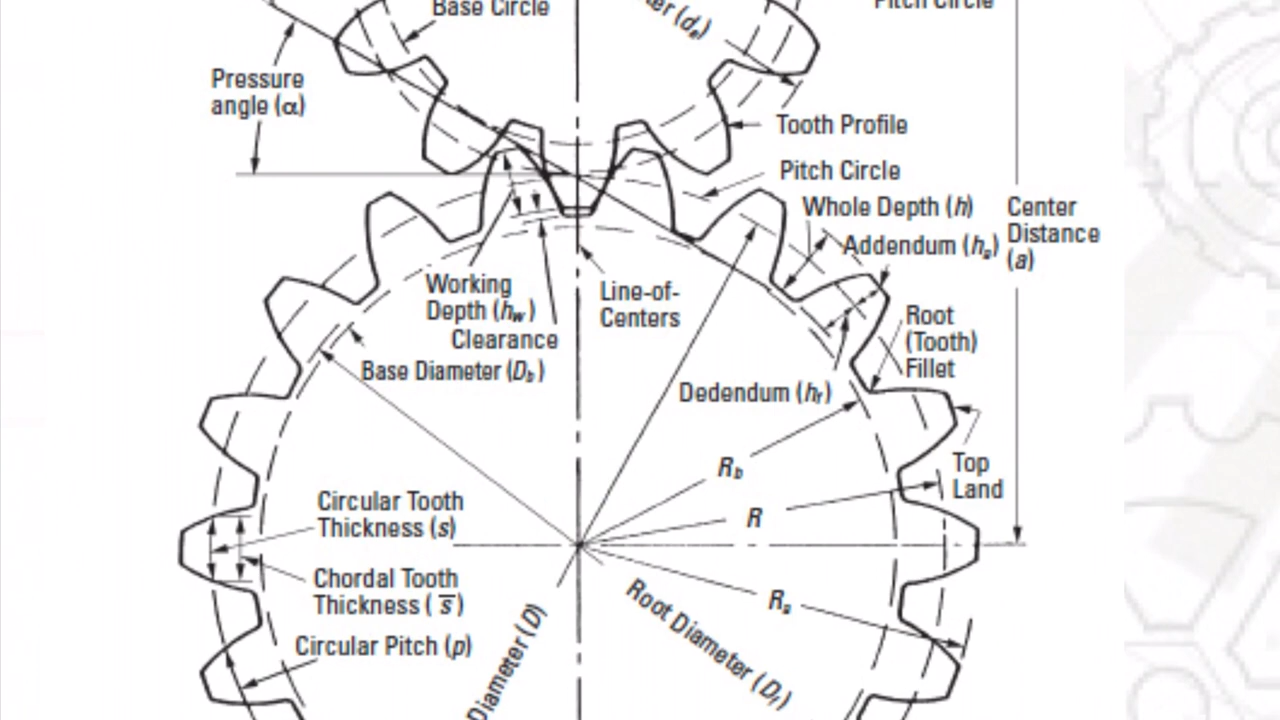 Base Circle
ter (da)
Pitch Circle
Pressure
angle (α)
Tooth Profile
Pitch Circle
Whole Depth (h)
Addendum (ha)
Center
Distance
(a)
Working
Depth (hw)
Clearance
Line-of-
Centers
Root
(Tooth)
Fillet
Base Diameter (Db)
Dedendum (hf)
Rb
Top
Land
R
Circular Tooth
Thickness (s)
Chordal Tooth
Thickness ( s̅ )
Ra
Circular Pitch (p)
Diameter (D)
Root Diameter (Df)